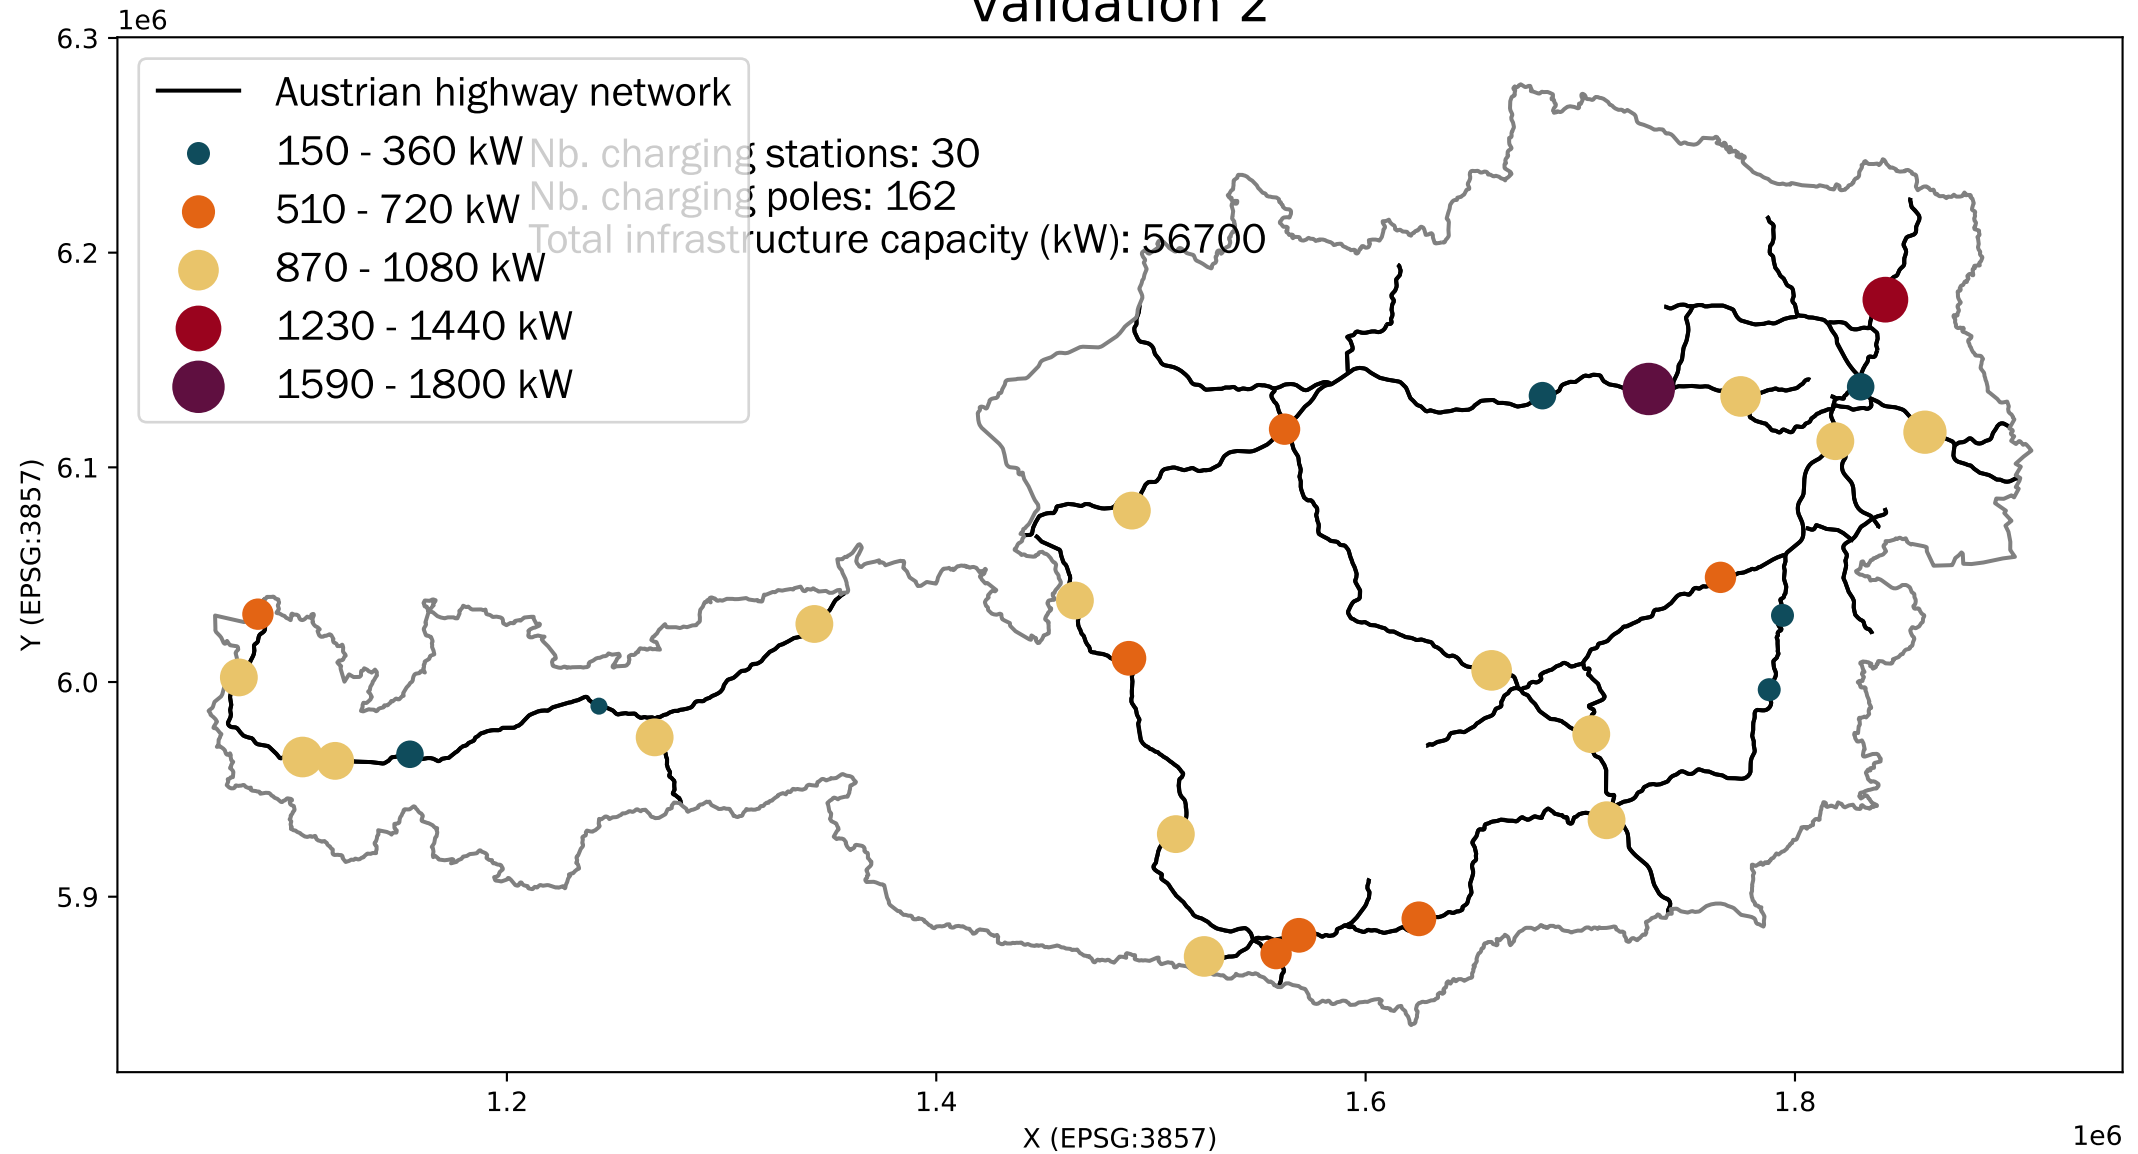 Validation 2
1e6
6.3
6.2
6.1
6.0
5.9
Y (EPSG:3857)
Austrian highway network
150 - 360 kW
510 - 720 kW
870 - 1080 kW
1230 - 1440 kW
1590 - 1800 kW
Nb. charging stations: 30
Nb. charging poles: 162
Total infrastructure capacity (kW): 56700
1.2
1.4
1.6
1.8
X (EPSG:3857)
1e6